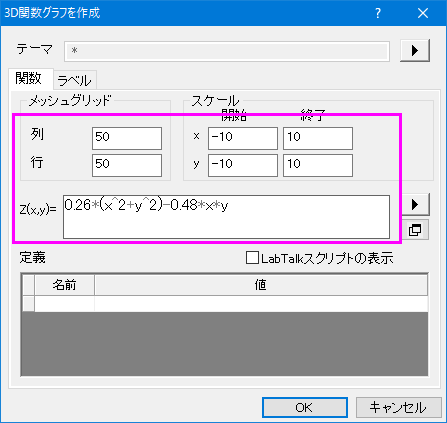 3D関数グラフを作成 ? ×
テーマ *
関数 ラベル
メッシュグリッド スケール
開始 終了
列 50 x -10 10
行 50 y -10 10
Z(x,y)= 0.26*(x^2+y^2)-0.48*x*y
定義 LabTalkスクリプトの表示
名前 値
OK キャンセル